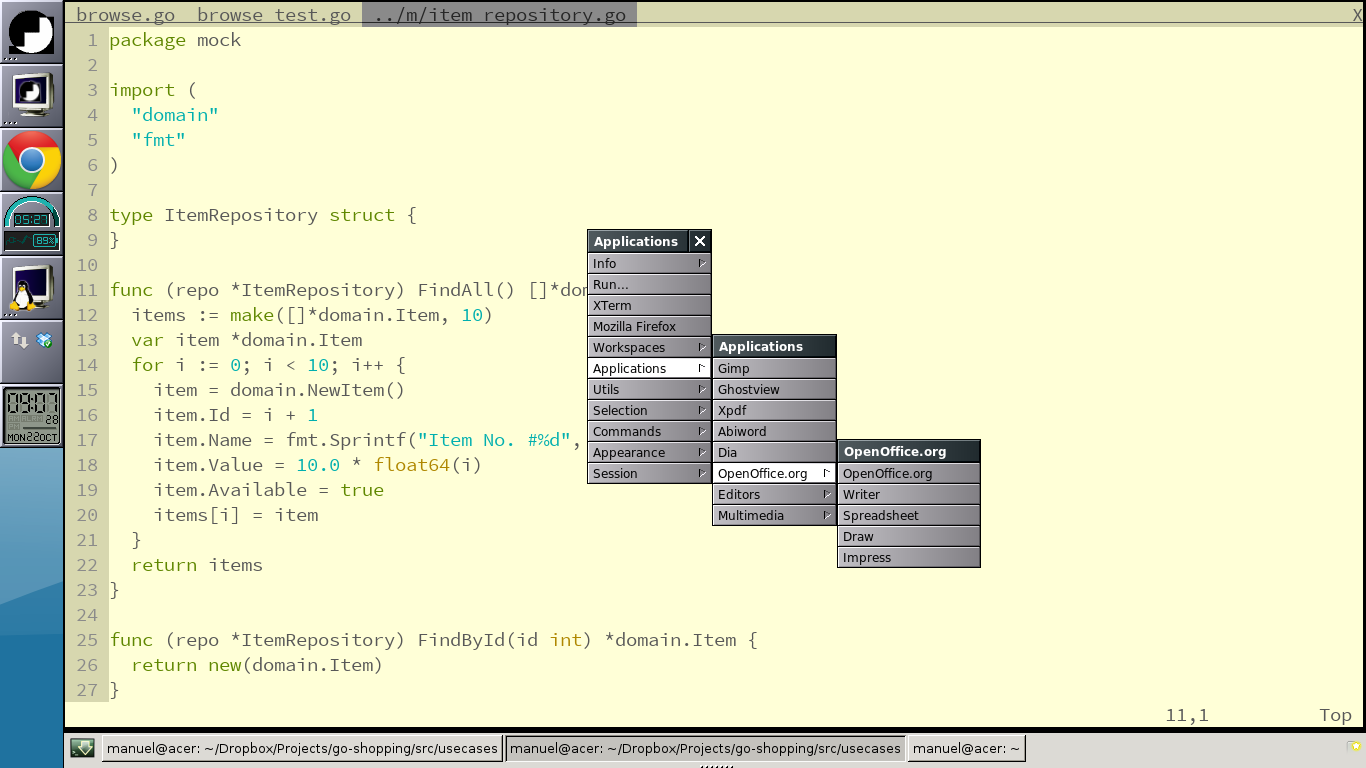 browse.go browse_test.go ../m/item_repository.go X
1 package mock
2
3 import (
4 "domain"
5 "fmt"
6 )
7
8 type ItemRepository struct {
9 }
10
11 func (repo *ItemRepository) FindAll() []*dom
12 items := make([]*domain.Item, 10)
13 var item *domain.Item
14 for i := 0; i < 10; i++ {
15 item = domain.NewItem()
16 item.Id = i + 1
17 item.Name = fmt.Sprintf("Item No. #%d",
18 item.Value = 10.0 * float64(i)
19 item.Available = true
20 items[i] = item
21 }
22 return items
23 }
24
25 func (repo *ItemRepository) FindById(id int) *domain.Item {
26 return new(domain.Item)
27 }
11,1 Top
05:27
89%
09:07
28
MON22OCT
Applications
Info
Run...
XTerm
Mozilla Firefox
Workspaces
Applications
Utils
Selection
Commands
Appearance
Session
Applications
Gimp
Ghostview
Xpdf
Abiword
Dia
OpenOffice.org
Editors
Multimedia
OpenOffice.org
OpenOffice.org
Writer
Spreadsheet
Draw
Impress
manuel@acer: ~/Dropbox/Projects/go-shopping/src/usecases
manuel@acer: ~/Dropbox/Projects/go-shopping/src/usecases
manuel@acer: ~